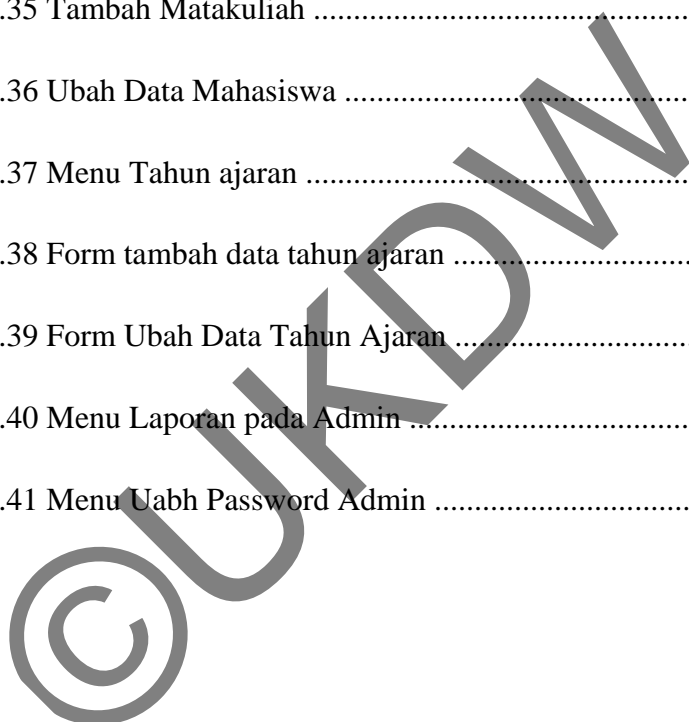 .35 Tambah Matakuliah ........................................
.36 Ubah Data Mahasiswa ....................................
.37 Menu Tahun ajaran ........................................
.38 Form tambah data tahun ajaran .........................
.39 Form Ubah Data Tahun Ajaran .........................
.40 Menu Laporan pada Admin ..............................
.41 Menu Uabh Password Admin ...........................
©UKDW